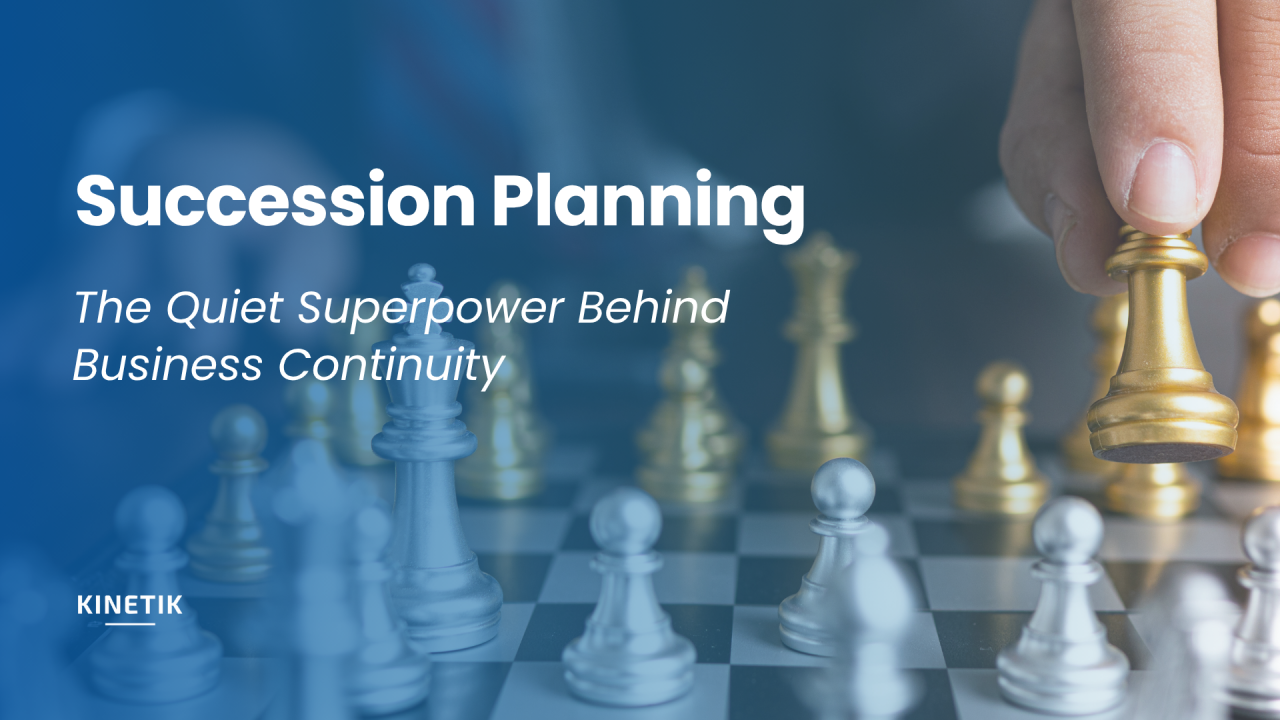 Succession Planning
The Quiet Superpower Behind
Business Continuity
KINETIK